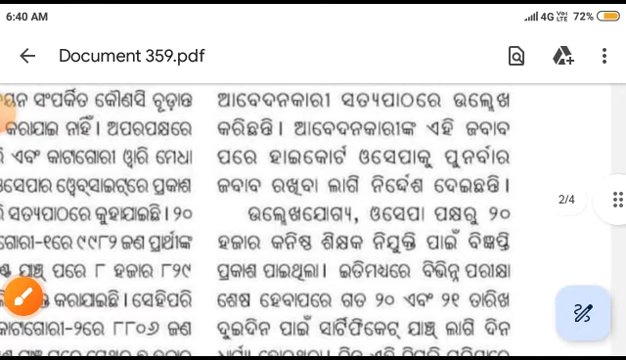 6:40 AM
4G VoLTE 72%
Document 359.pdf
ସଂପର୍କିତ କୌଣସି ଚୂଡ଼ାନ୍ତ
କରାଯାଇ ନାହିଁ। ଅପରପକ୍ଷରେ
ଏବଂ କାଟାଗୋରୀ ଓ୍ବାରି ମେଧା
ଓସେପାର ଓ୍ବେବ୍‌ସାଇଟ୍‌ରେ ପ୍ରକାଶ
ସତ୍ୟପାଠରେ କୁହାଯାଇଛି। ୨୦
୧ରେ ୯୯୮୨ ଜଣ ପ୍ରାର୍ଥୀଙ୍କ
ଯାଞ୍ଚ ପରେ ୮ ହଜାର ୮୨୯
କରାଯାଇଛି। ସେହିପରି
କାଟାଗୋରୀ-୨ରେ ୮୮୦୬ ଜଣ
ଆବେଦନକାରୀ ସତ୍ୟପାଠରେ ଉଲ୍ଲେଖ
କରିଛନ୍ତି। ଆବେଦନକାରୀଙ୍କ ଏହି ଜବାବ
ପରେ ହାଇକୋର୍ଟ ଓସେପାକୁ ପୁନର୍ବାର
ଜବାବ ରଖିବା ଲାଗି ନିର୍ଦ୍ଦେଶ ଦେଇଛନ୍ତି।
ଉଲ୍ଲେଖଯୋଗ୍ୟ, ଓସେପା ପକ୍ଷରୁ ୨୦
ହଜାର କନିଷ୍ଠ ଶିକ୍ଷକ ନିଯୁକ୍ତି ପାଇଁ ବିଜ୍ଞପ୍ତି
ପ୍ରକାଶ ପାଇଥିଲା। ଇତିମଧ୍ୟରେ ବିଭିନ୍ନ ପରୀକ୍ଷା
ଶେଷ ହେବାପରେ ଗତ ୨୦ ଏବଂ ୨୧ ତାରିଖ
ଦୁଇଦିନ ପାଇଁ ସାର୍ଟିଫିକେଟ୍ ଯାଞ୍ଚ ଲାଗି ଦିନ
2/4